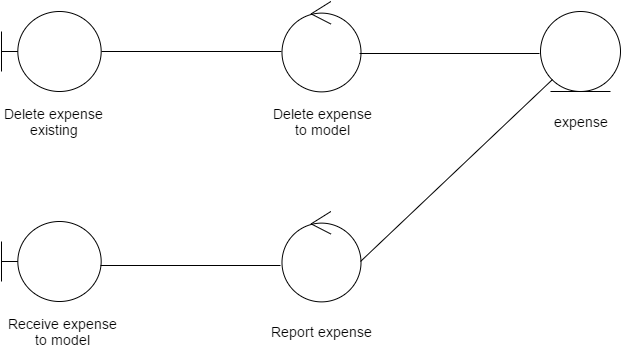 Delete expense
existing
Delete expense
to model
expense
Receive expense
to model
Report expense